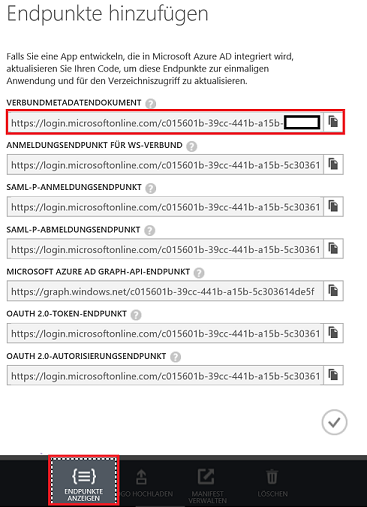 Endpunkte hinzufügen
Falls Sie eine App entwickeln, die in Microsoft Azure AD integriert wird,
aktualisieren Sie Ihren Code, um diese Endpunkte zur einmaligen
Anwendung und für den Verzeichniszugriff zu aktualisieren.
VERBUNDMETADATENDOKUMENT ?
https://login.microsoftonline.com/c015601b-39cc-441b-a15b-
ANMELDUNGSENDPUNKT FÜR WS-VERBUND ?
https://login.microsoftonline.com/c015601b-39cc-441b-a15b-5c30361
SAML-P-ANMELDUNGSENDPUNKT ?
https://login.microsoftonline.com/c015601b-39cc-441b-a15b-5c30361
SAML-P-ABMELDUNGSENDPUNKT ?
https://login.microsoftonline.com/c015601b-39cc-441b-a15b-5c30361
MICROSOFT AZURE AD GRAPH-API-ENDPUNKT ?
https://graph.windows.net/c015601b-39cc-441b-a15b-5c303614de5f
OAUTH 2.0-TOKEN-ENDPUNKT ?
https://login.microsoftonline.com/c015601b-39cc-441b-a15b-5c30361
OAUTH 2.0-AUTORISIERUNGSENDPUNKT ?
https://login.microsoftonline.com/c015601b-39cc-441b-a15b-5c30361
ENDPUNKTE
ANZEIGEN
GO HOCHLADEN
MANIFEST
VERWALTEN
LÖSCHEN